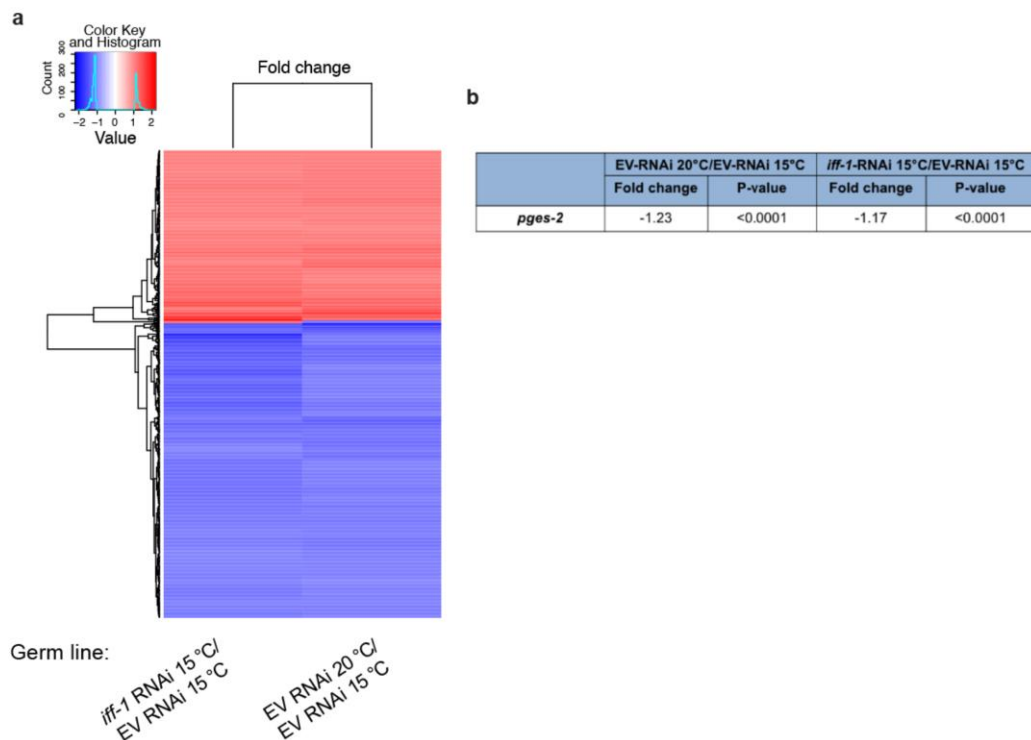 a
Color Key
and Histogram
Count
0 100 200 300
−2 −1 0 1 2
Value
Fold change
Germ line:
iff-1 RNAi 15 °C/
EV RNAi 15 °C
EV RNAi 20 °C/
EV RNAi 15 °C
b
EV-RNAi 20°C/EV-RNAi 15°C iff-1-RNAi 15°C/EV-RNAi 15°C
Fold change P-value Fold change P-value
pges-2 -1.23 <0.0001 -1.17 <0.0001